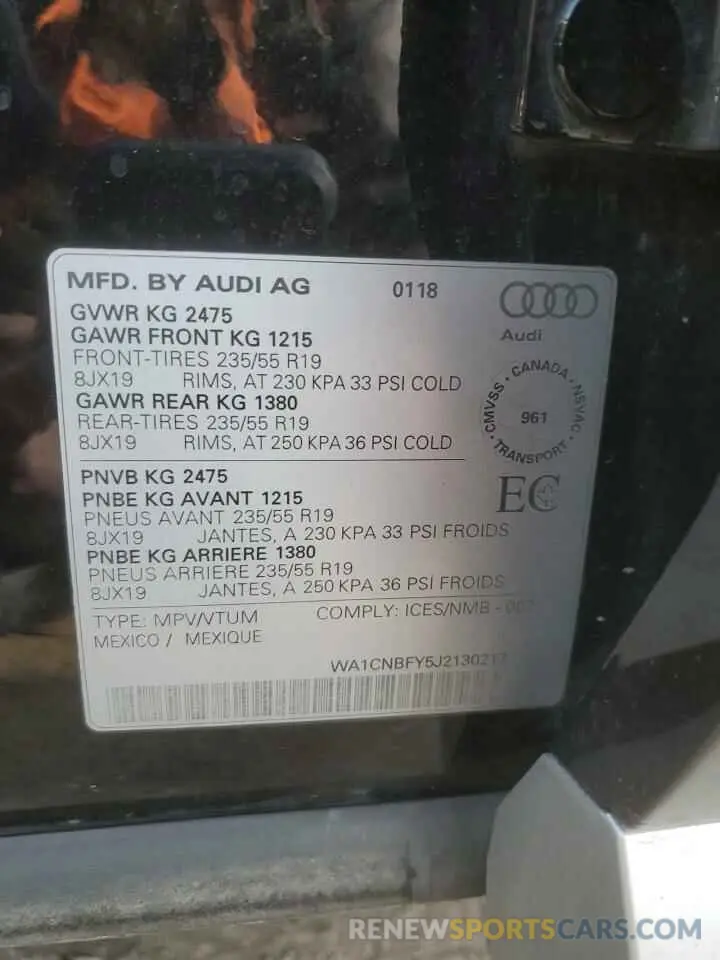 MFD. BY AUDI AG 0118
Audi
GVWR KG 2475
GAWR FRONT KG 1215
FRONT-TIRES 235/55 R19
8JX19 RIMS, AT 230 KPA 33 PSI COLD
GAWR REAR KG 1380
REAR-TIRES 235/55 R19
8JX19 RIMS, AT 250 KPA 36 PSI COLD
CANADA · NSVAC · TRANSPORT · CMVSS ·
961
EC
PNVB KG 2475
PNBE KG AVANT 1215
PNEUS AVANT 235/55 R19
8JX19 JANTES, A 230 KPA 33 PSI FROIDS
PNBE KG ARRIERE 1380
PNEUS ARRIERE 235/55 R19
8JX19 JANTES, A 250 KPA 36 PSI FROIDS
TYPE: MPV/VTUM COMPLY: ICES/NMB -
MEXICO / MEXIQUE
RENEWSPORTSCARS.COM